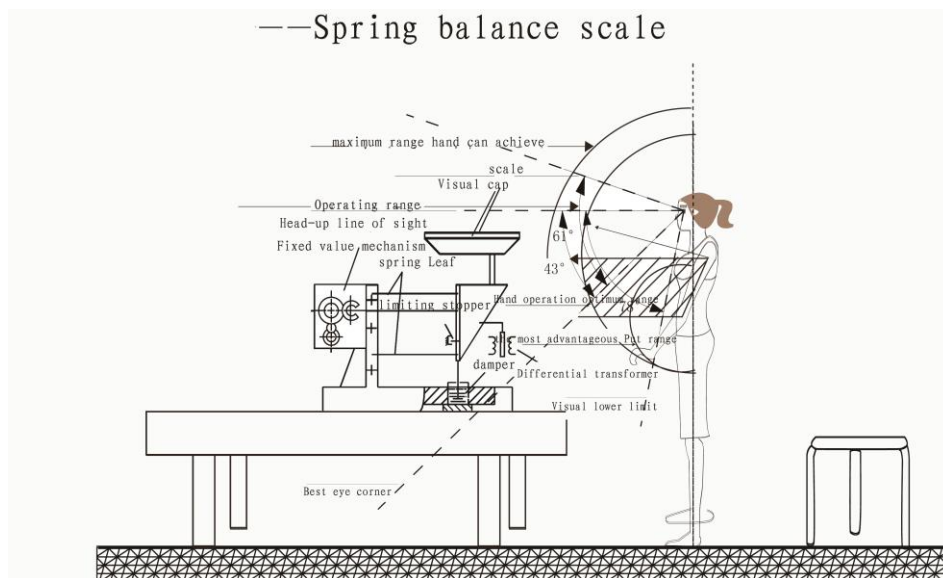 ——Spring balance scale
maximum range hand can achieve
scale
Visual cap
Operating range
Head-up line of sight
61°
Fixed value mechanism
spring Leaf
43°
limiting stopper
Hand operation optimum range
78
most advantageous Put range
damper
Differential transformer
Visual lower limit
Best eye corner